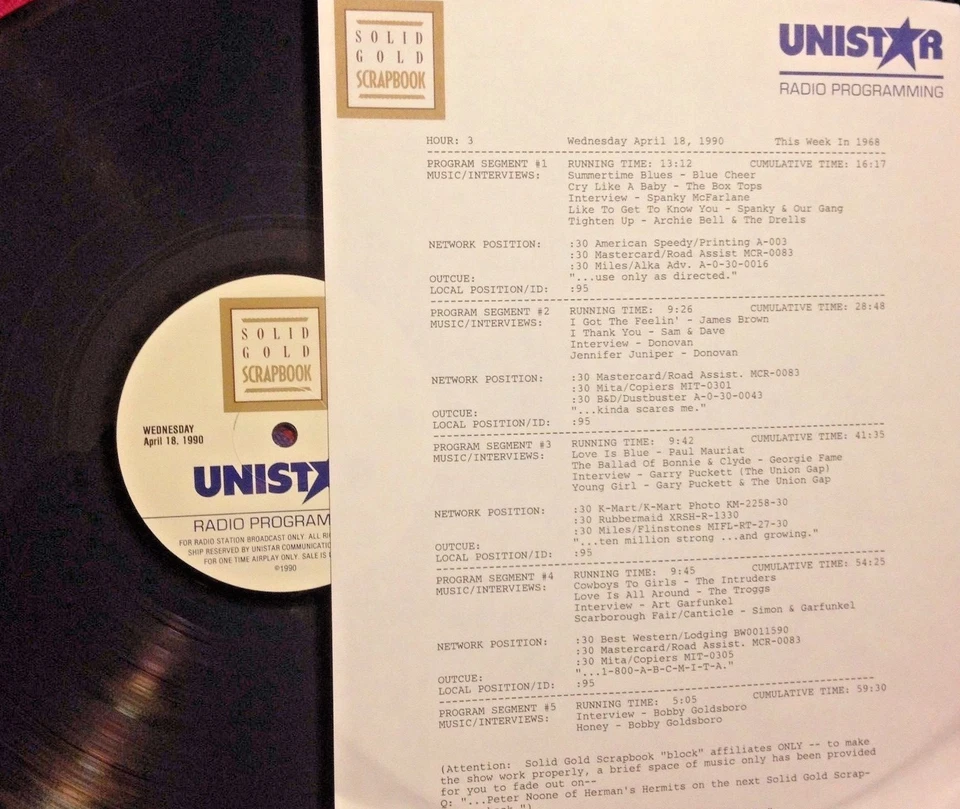 SOLID
GOLD
SCRAPBOOK
UNISTAR
RADIO PROGRAMMING
HOUR: 3 Wednesday April 18, 1990 This Week In 1968
PROGRAM SEGMENT #1 RUNNING TIME: 13:12 CUMULATIVE TIME: 16:17
MUSIC/INTERVIEWS: Summertime Blues - Blue Cheer
Cry Like A Baby - The Box Tops
Interview - Spanky McFarlane
Like To Get To Know You - Spanky & Our Gang
Tighten Up - Archie Bell & The Drells
NETWORK POSITION: :30 American Speedy/Printing A-003
:30 Mastercard/Road Assist MCR-0083
:30 Miles/Alka Adv. A-0-30-0016
OUTCUE: "...use only as directed."
LOCAL POSITION/ID: :95
PROGRAM SEGMENT #2 RUNNING TIME: 9:26 CUMULATIVE TIME: 28:48
MUSIC/INTERVIEWS: I Got The Feelin' - James Brown
I Thank You - Sam & Dave
Interview - Donovan
Jennifer Juniper - Donovan
NETWORK POSITION: :30 Mastercard/Road Assist. MCR-0083
:30 Mita/Copiers MIT-0301
:30 B&D/Dustbuster A-0-30-0043
OUTCUE: "...kinda scares me."
LOCAL POSITION/ID: :95
PROGRAM SEGMENT #3 RUNNING TIME: 9:42 CUMULATIVE TIME: 41:35
MUSIC/INTERVIEWS: Love Is Blue - Paul Mauriat
The Ballad Of Bonnie & Clyde - Georgie Fame
Interview - Garry Puckett (The Union Gap)
Young Girl - Gary Puckett & The Union Gap
NETWORK POSITION: :30 K-Mart/K-Mart Photo KM-2258-30
:30 Rubbermaid XRSH-R-1330
:30 Miles/Flinstones MIFL-RT-27-30
OUTCUE: "...ten million strong ...and growing."
LOCAL POSITION/ID: :95
PROGRAM SEGMENT #4 RUNNING TIME: 9:45 CUMULATIVE TIME: 54:25
MUSIC/INTERVIEWS: Cowboys To Girls - The Intruders
Love Is All Around - The Troggs
Interview - Art Garfunkel
Scarborough Fair/Canticle - Simon & Garfunkel
NETWORK POSITION: :30 Best Western/Lodging BW0011590
:30 Mastercard/Road Assist. MCR-0083
:30 Mita/Copiers MIT-0305
OUTCUE: "...1-800-A-B-C-M-I-T-A."
LOCAL POSITION/ID: :95
PROGRAM SEGMENT #5 RUNNING TIME: 5:05 CUMULATIVE TIME: 59:30
MUSIC/INTERVIEWS: Interview - Bobby Goldsboro
Honey - Bobby Goldsboro
(Attention: Solid Gold Scrapbook "block" affiliates ONLY -- to make
the show work properly, a brief space of music only has been provided
for you to fade out on--
Q: "...Peter Noone of Herman's Hermits on the next Solid Gold Scrap-
SOLID
GOLD
SCRAPBOOK
WEDNESDAY
April 18, 1990
UNIST
RADIO PROGRAM
FOR RADIO STATION BROADCAST ONLY. ALL
SHIP RESERVED BY UNISTAR
FOR ONE TIME AIRPLAY ONLY. SALE IS
©1990